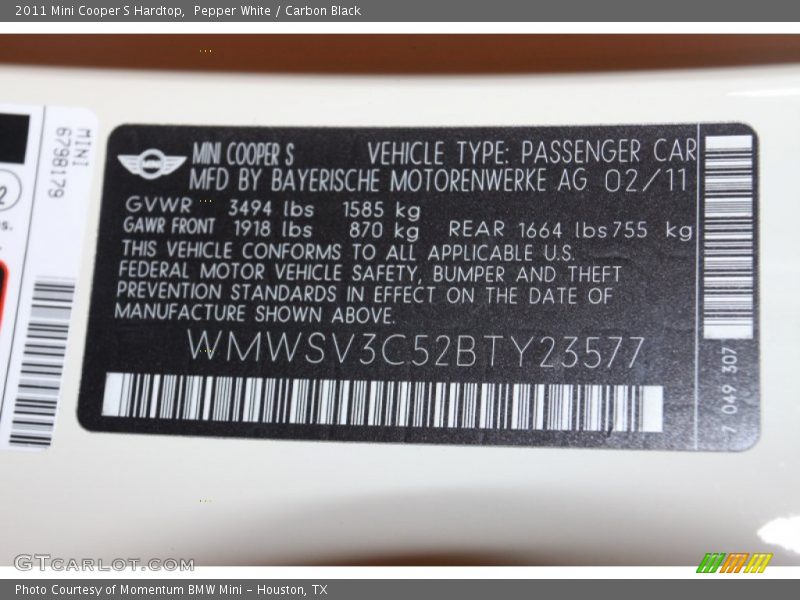 2011 Mini Cooper S Hardtop,  Pepper White / Carbon Black
MINI
6798179
2
s.
MINI COOPER S VEHICLE TYPE: PASSENGER CAR
MFD BY BAYERISCHE MOTORENWERKE AG 02/11
GVWR 3494 lbs 1585 kg
GAWR FRONT 1918 lbs 870 kg REAR 1664 lbs 755 kg
THIS VEHICLE CONFORMS TO ALL APPLICABLE U.S.
FEDERAL MOTOR VEHICLE SAFETY, BUMPER AND THEFT
PREVENTION STANDARDS IN EFFECT ON THE DATE OF
MANUFACTURE SHOWN ABOVE.
WMWSV3C52BTY23577
7 049 307
GTcarlot.com
Photo Courtesy of Momentum BMW Mini - Houston, TX